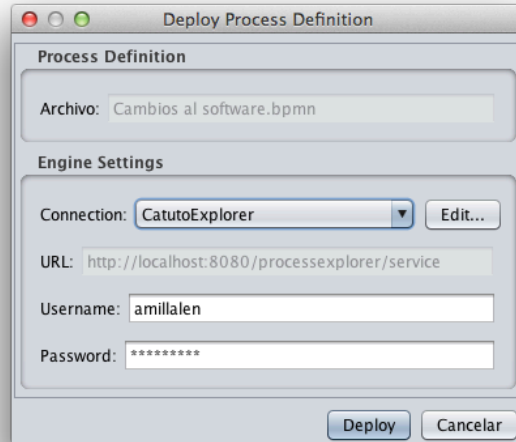 Deploy Process Definition
Process Definition
Archivo: Cambios al software.bpmn
Engine Settings
Connection: CatutoExplorer Edit...
URL: http://localhost:8080/processexplorer/service
Username: amillalen
Password: *********
Deploy Cancelar